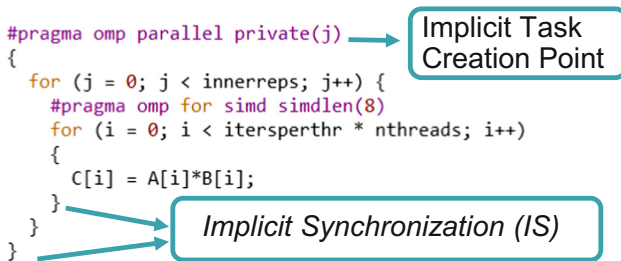 #pragma omp parallel private(j)
Implicit Task
Creation Point
{
for (j = 0; j < innerreps; j++) {
#pragma omp for simd simdlen(8)
for (i = 0; i < itersperthr * nthreads; i++)
{
C[i] = A[i]*B[i];
}
}
}
Implicit Synchronization (IS)